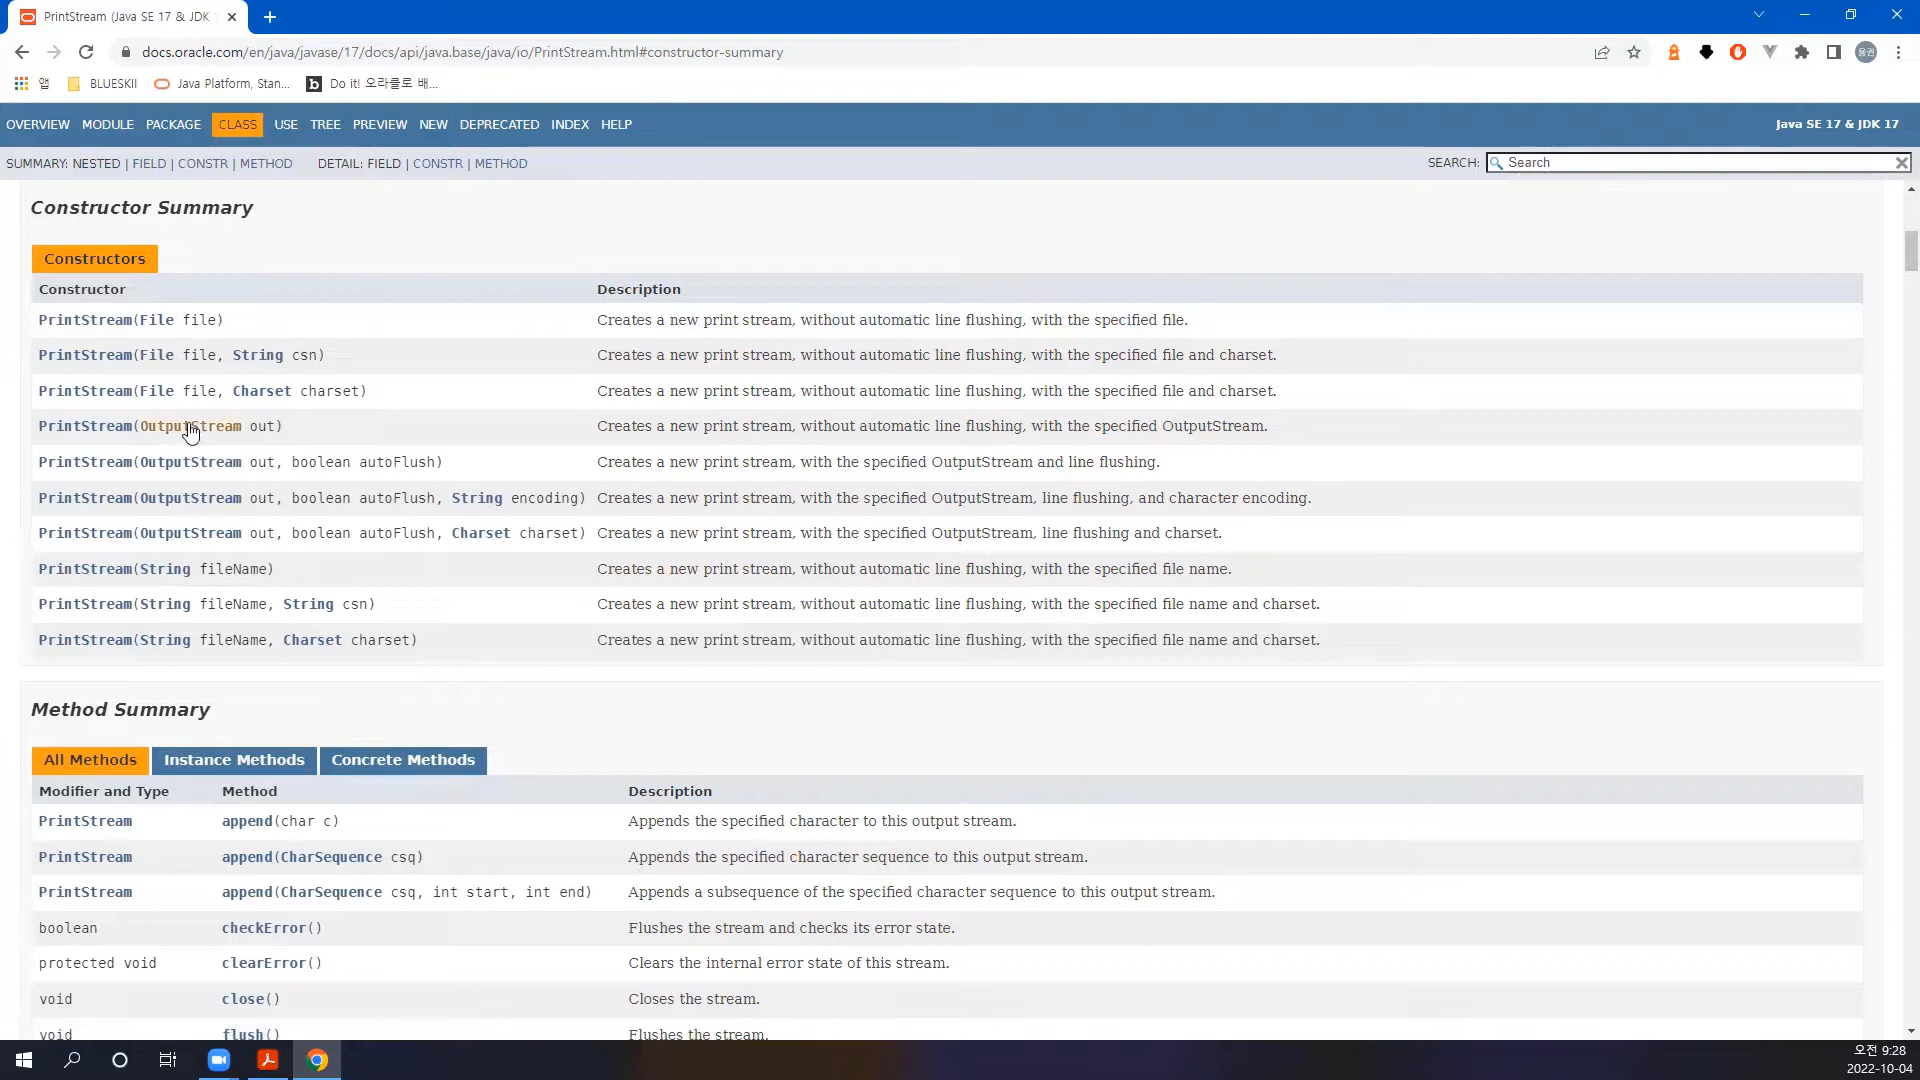 PrintStream (Java SE 17 & JDK
docs.oracle.com/en/java/javase/17/docs/api/java.base/java/io/PrintStream.html#constructor-summary
앱 BLUESKII Java Platform, Stan... Do it! 오라클로 배...
OVERVIEW MODULE PACKAGE CLASS USE TREE PREVIEW NEW DEPRECATED INDEX HELP Java SE 17 & JDK 17
SUMMARY: NESTED | FIELD | CONSTR | METHOD DETAIL: FIELD | CONSTR | METHOD SEARCH: Search
Constructor Summary
Constructors
Constructor Description
PrintStream(File file) Creates a new print stream, without automatic line flushing, with the specified file.
PrintStream(File file, String csn) Creates a new print stream, without automatic line flushing, with the specified file and charset.
PrintStream(File file, Charset charset) Creates a new print stream, without automatic line flushing, with the specified file and charset.
PrintStream(OutputStream out) Creates a new print stream, without automatic line flushing, with the specified OutputStream.
PrintStream(OutputStream out, boolean autoFlush) Creates a new print stream, with the specified OutputStream and line flushing.
PrintStream(OutputStream out, boolean autoFlush, String encoding) Creates a new print stream, with the specified OutputStream, line flushing, and character encoding.
PrintStream(OutputStream out, boolean autoFlush, Charset charset) Creates a new print stream, with the specified OutputStream, line flushing and charset.
PrintStream(String fileName) Creates a new print stream, without automatic line flushing, with the specified file name.
PrintStream(String fileName, String csn) Creates a new print stream, without automatic line flushing, with the specified file name and charset.
PrintStream(String fileName, Charset charset) Creates a new print stream, without automatic line flushing, with the specified file name and charset.
Method Summary
All Methods Instance Methods Concrete Methods
Modifier and Type Method Description
PrintStream append(char c) Appends the specified character to this output stream.
PrintStream append(CharSequence csq) Appends the specified character sequence to this output stream.
PrintStream append(CharSequence csq, int start, int end) Appends a subsequence of the specified character sequence to this output stream.
boolean checkError() Flushes the stream and checks its error state.
protected void clearError() Clears the internal error state of this stream.
void close() Closes the stream.
void flush() Flushes the stream.
오전 9:28
2022-10-04